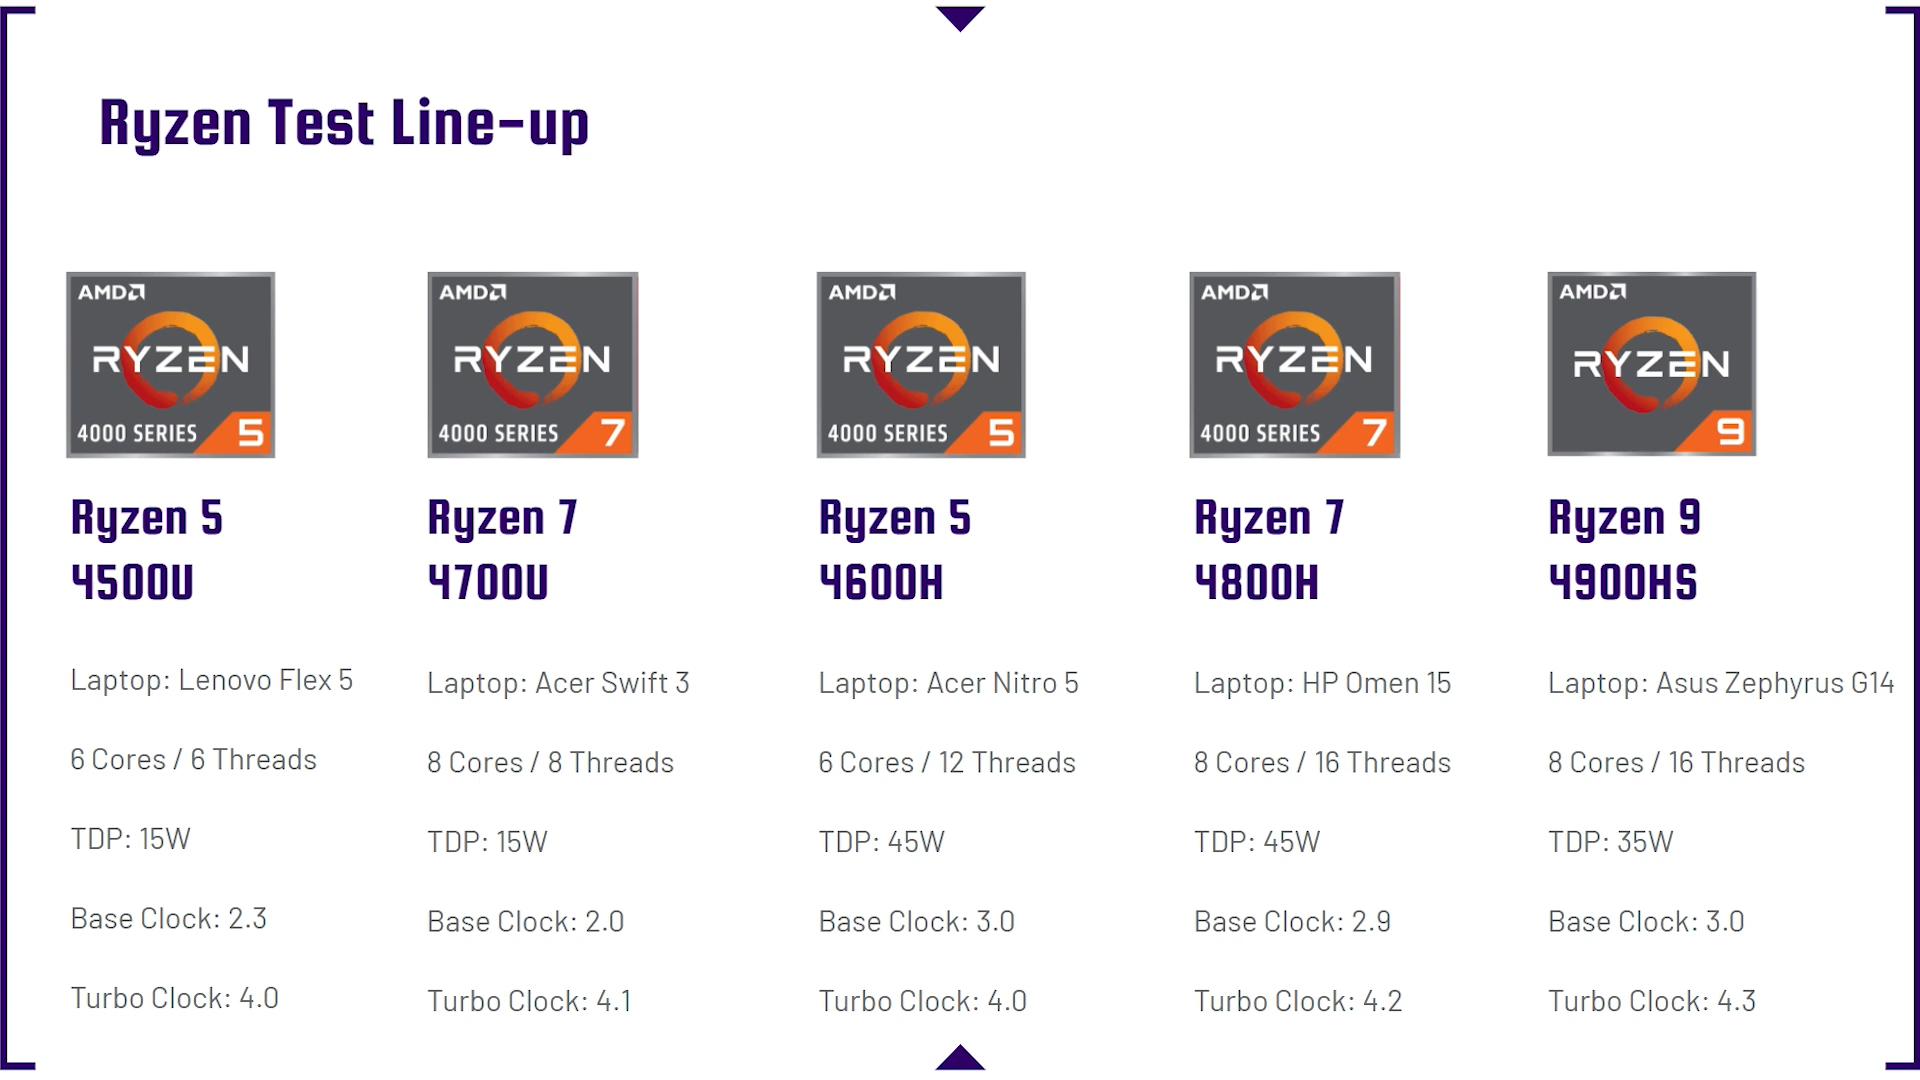 Ryzen Test Line-up
AMD
RYZEN
4000 SERIES 5
Ryzen 5
4500U
Laptop: Lenovo Flex 5
6 Cores / 6 Threads
TDP: 15W
Base Clock: 2.3
Turbo Clock: 4.0
AMD
RYZEN
4000 SERIES 7
Ryzen 7
4700U
Laptop: Acer Swift 3
8 Cores / 8 Threads
TDP: 15W
Base Clock: 2.0
Turbo Clock: 4.1
AMD
RYZEN
4000 SERIES 5
Ryzen 5
4600H
Laptop: Acer Nitro 5
6 Cores / 12 Threads
TDP: 45W
Base Clock: 3.0
Turbo Clock: 4.0
AMD
RYZEN
4000 SERIES 7
Ryzen 7
4800H
Laptop: HP Omen 15
8 Cores / 16 Threads
TDP: 45W
Base Clock: 2.9
Turbo Clock: 4.2
AMD
RYZEN
9
Ryzen 9
4900HS
Laptop: Asus Zephyrus G14
8 Cores / 16 Threads
TDP: 35W
Base Clock: 3.0
Turbo Clock: 4.3